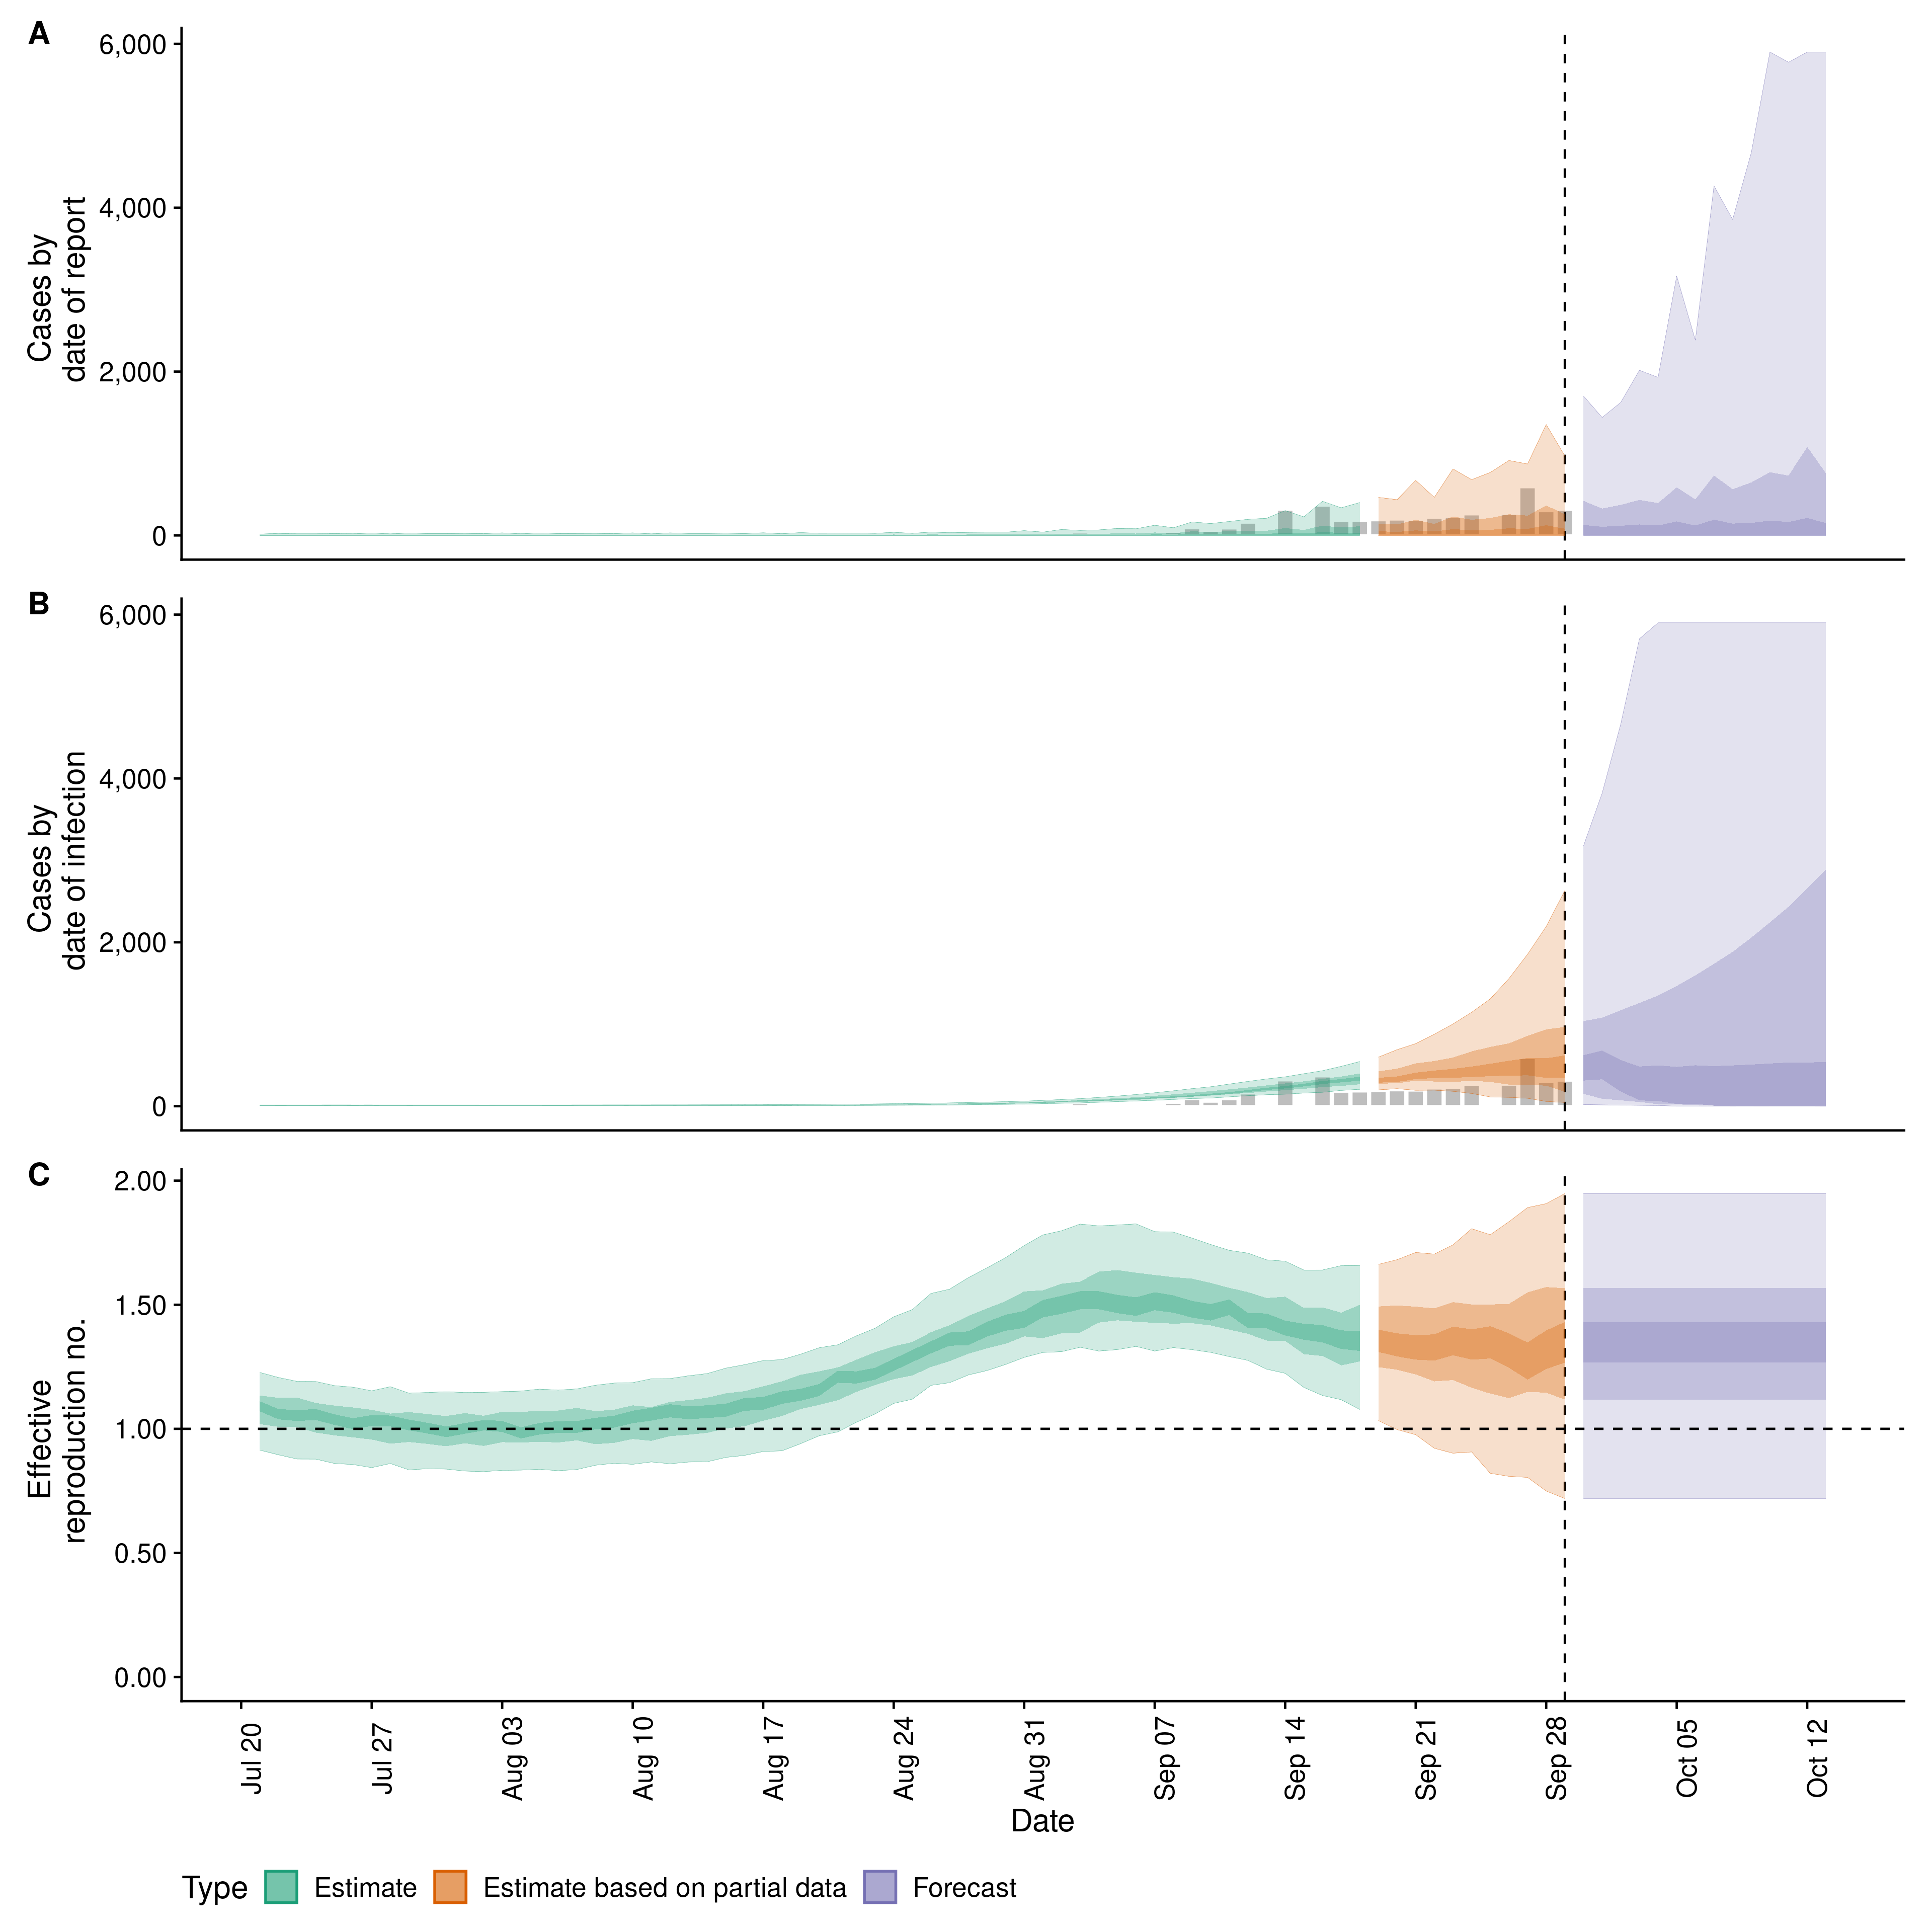 A
6,000
4,000
2,000
0
Cases by
date of report
B
6,000
4,000
2,000
0
Cases by
date of infection
C
2.00
1.50
1.00
0.50
0.00
Effective
reproduction no.
Jul 20
Jul 27
Aug 03
Aug 10
Aug 17
Aug 24
Aug 31
Sep 07
Sep 14
Sep 21
Sep 28
Oct 05
Oct 12
Date
Type Estimate Estimate based on partial data Forecast